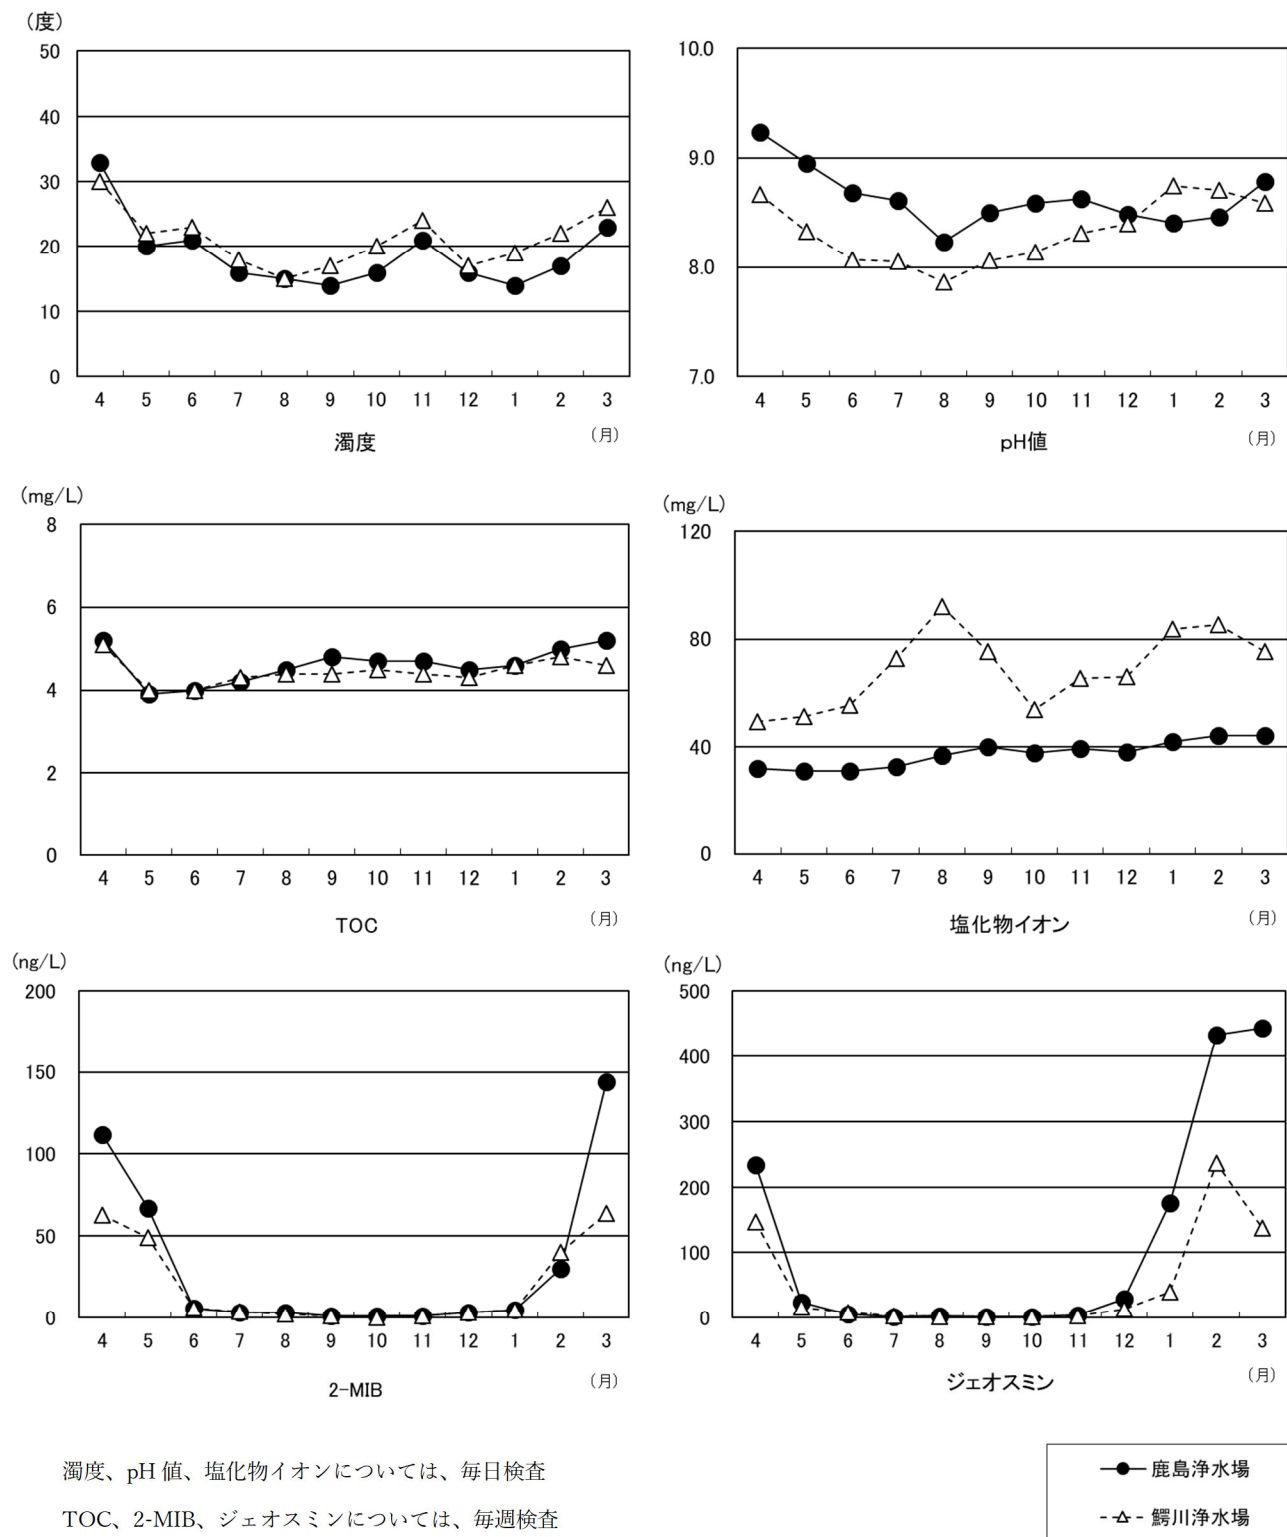 （度）
50
40
30
20
10
0
4 5 6 7 8 9 10 11 12 1 2 3
（月）
濁度
10.0
9.0
8.0
7.0
4 5 6 7 8 9 10 11 12 1 2 3
（月）
pH値
(mg/L)
8
6
4
2
0
4 5 6 7 8 9 10 11 12 1 2 3
（月）
TOC
(mg/L)
120
80
40
0
4 5 6 7 8 9 10 11 12 1 2 3
（月）
塩化物イオン
(ng/L)
200
150
100
50
0
4 5 6 7 8 9 10 11 12 1 2 3
（月）
2-MIB
(ng/L)
500
400
300
200
100
0
4 5 6 7 8 9 10 11 12 1 2 3
（月）
ジェオスミン
濁度、pH 値、塩化物イオンについては、毎日検査
TOC、2-MIB、ジェオスミンについては、毎週検査
鹿島浄水場
鰐川浄水場